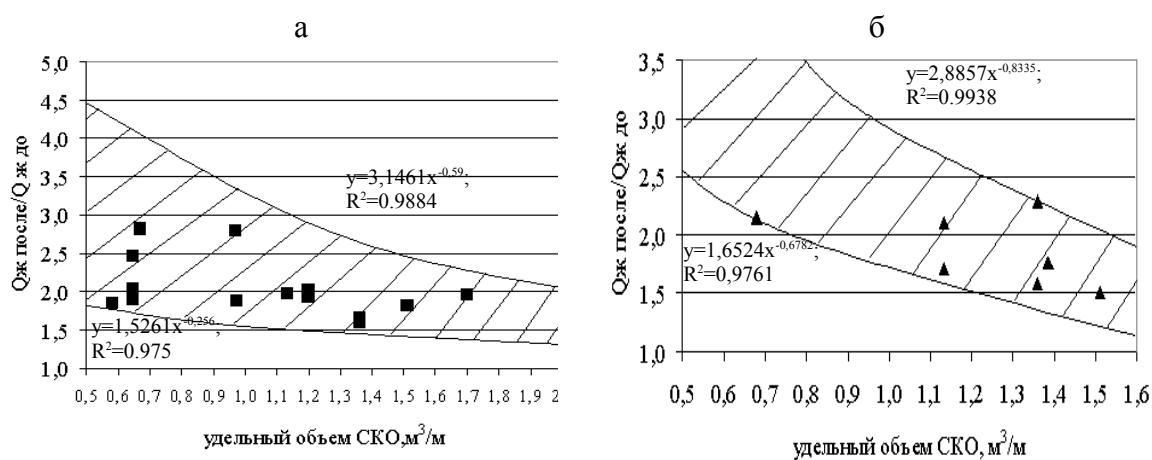 а
5,0
4,5
4,0
3,5
3,0
2,5
2,0
1,5
1,0
Qж после/Q ж до
y=3,1461x^-0,59;
R²=0.9884
y=1,5261x^-0,256;
R²=0.975
0,5 0,6 0,7 0,8 0,9 1,0 1,1 1,2 1,3 1,4 1,5 1,6 1,7 1,8 1,9 2
удельный объем СКО,м³/м
б
3,5
3,0
2,5
2,0
1,5
1,0
Qж после/Qж до
y=2,8857x^-0,8335;
R²=0.9938
y=1,6524x^-0,6782;
R²=0,9761
0,5 0,6 0,7 0,8 0,9 1,0 1,1 1,2 1,3 1,4 1,5 1,6
удельный объем СКО, м³/м